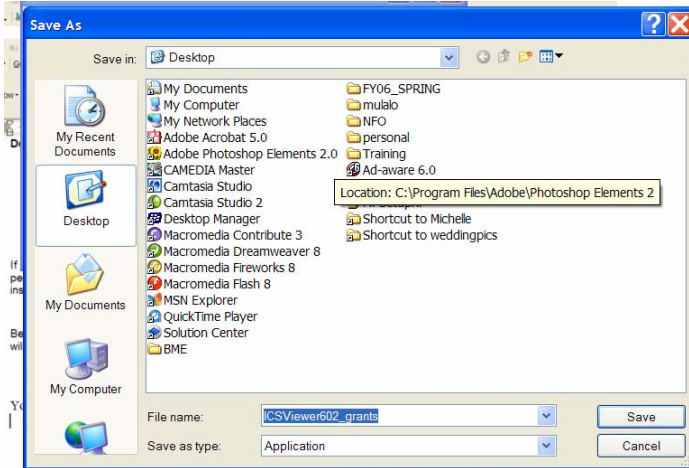 Save As
Save in: Desktop
My Recent Documents
Desktop
My Documents
My Computer
My Documents
My Computer
My Network Places
Adobe Acrobat 5.0
Adobe Photoshop Elements 2.0
CAMEDIA Master
Camtasia Studio
Camtasia Studio 2
Desktop Manager
Macromedia Contribute 3
Macromedia Dreamweaver 8
Macromedia Fireworks 8
Macromedia Flash 8
MSN Explorer
QuickTime Player
Solution Center
BME
FY06_SPRING
mulalo
NFO
personal
Training
Ad-aware 6.0
Location: C:\Program Files\Adobe\Photoshop Elements 2
Shortcut to Michelle
Shortcut to weddingpics
File name: ICSViewer602_grants
Save
Save as type: Application
Cancel